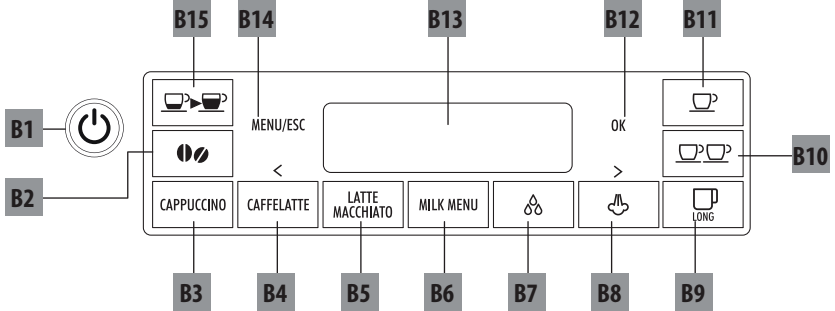 B15
B14
B13
B12
B11
B1
MENU/ESC
OK
B10
<
>
B2
CAPPUCCINO
CAFFELATTE
LATTE
MACCHIATO
MILK MENU
LONG
B3
B4
B5
B6
B7
B8
B9